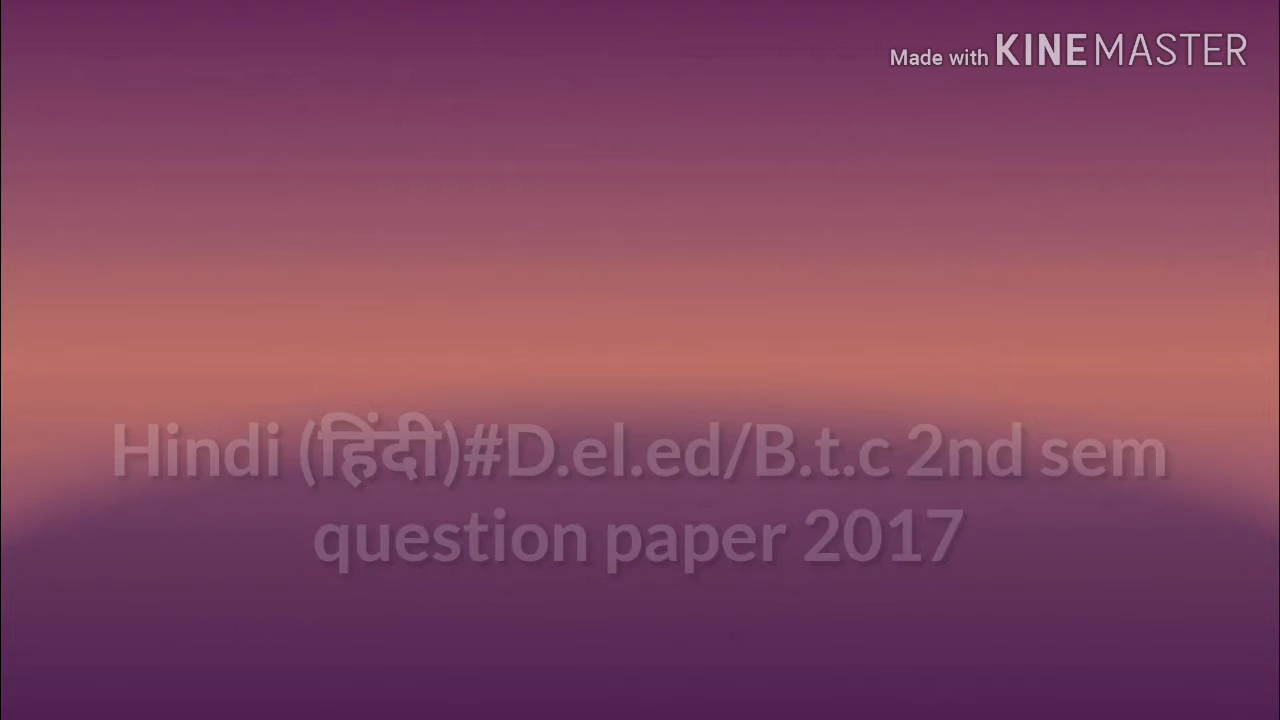 Made with KINEMASTER
Hindi (हिंदी)#D.el.ed/B.t.c 2nd sem
question paper 2017